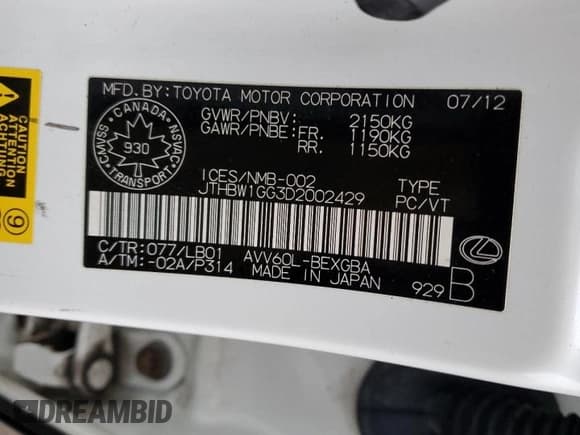 MFD. BY: TOYOTA MOTOR CORPORATION 07/12
GVWR/PNBV: 2150KG
GAWR/PNBE: FR. 1190KG
RR. 1150KG
CANADA
CMVSS NSVAC
930
TRANSPORT
ICES/NMB-002 TYPE
JTHBW1GG3D2002429 PC/VT
C/TR: 077/LB01 AVV60L-BEXGBA
A/TM: -02A/P314 MADE IN JAPAN 929 B
CAUTION
ATTENTION
ACHTUNG
9
DREAMBID